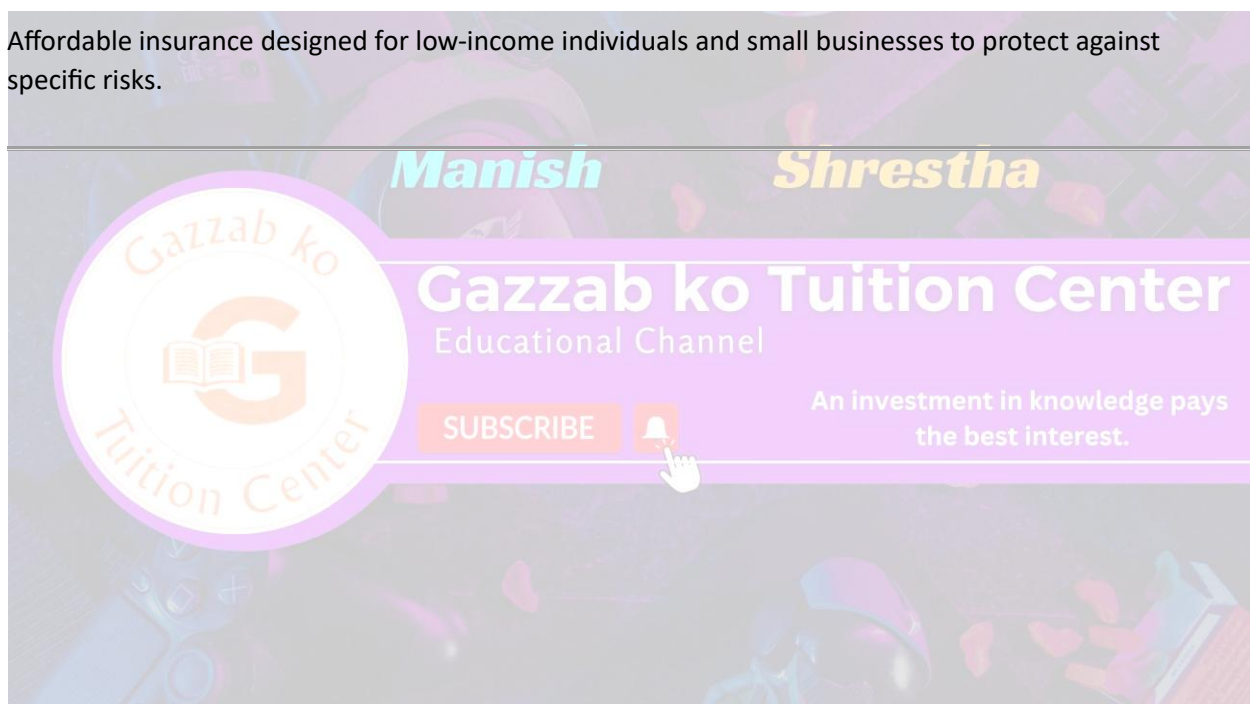 Affordable insurance designed for low-income individuals and small businesses to protect against
specific risks.
Manish Shrestha
Gazzab ko
Tuition Center
Gazzab ko Tuition Center
Educational Channel
An investment in knowledge pays
the best interest.
SUBSCRIBE